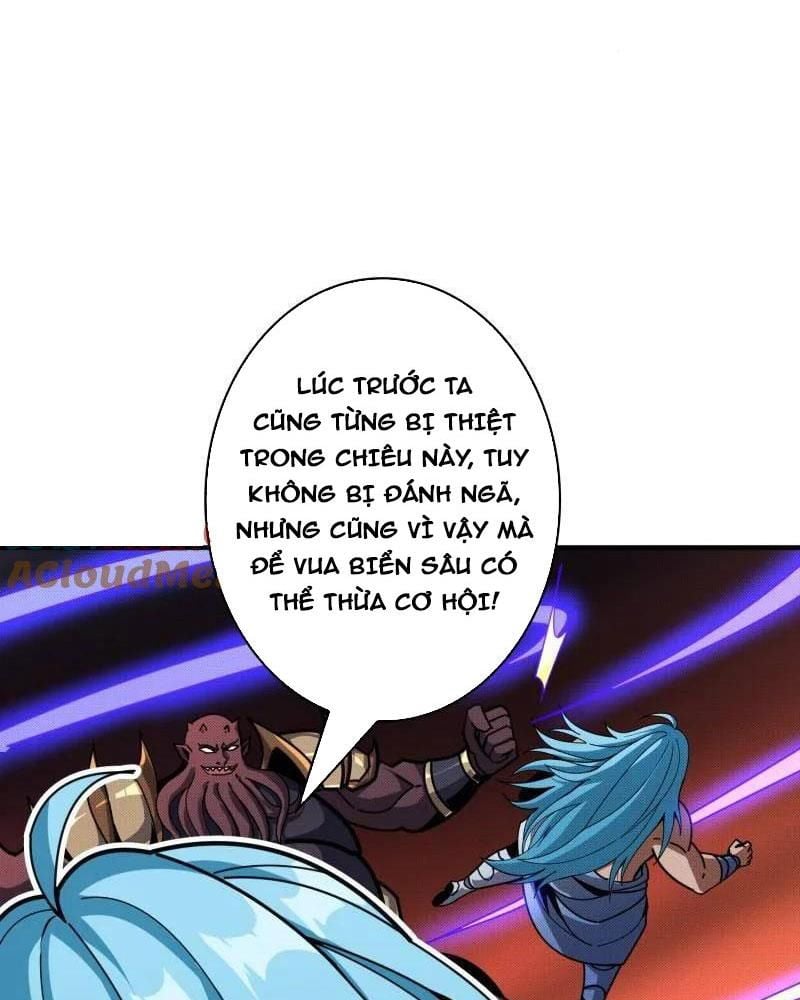 LÚC TRƯỚC TA
CŨNG TỪNG BỊ THIỆT
TRONG CHIÊU NÀY, TUY
KHÔNG BỊ ĐÁNH NGÃ,
NHƯNG CŨNG VÌ VẬY MÀ
ĐỂ VUA BIỂN SÂU CÓ
THỂ THỪA CƠ HỘI!
ACloudMer